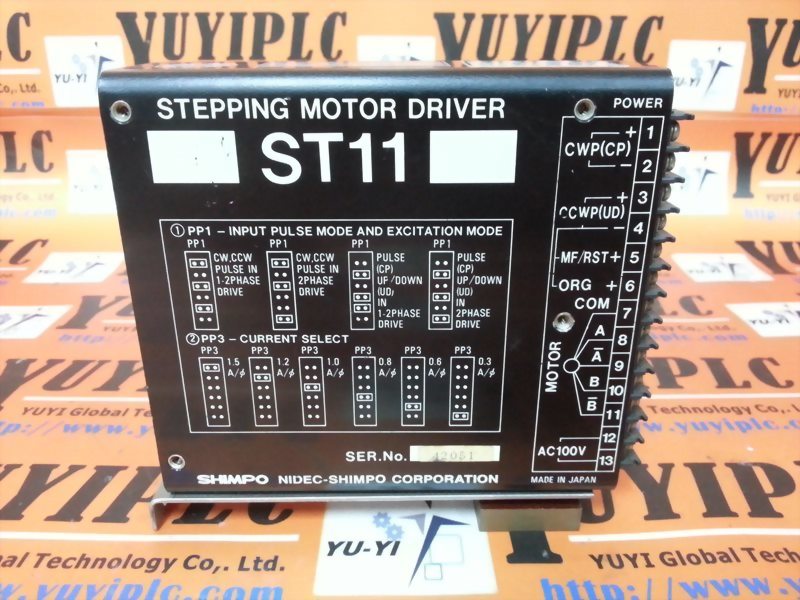 YUYIPLC
YU-YI
STEPPING MOTOR DRIVER
ST11
POWER
CWP(CP)
+ 1
- 2
CCWP(UD)
+ 3
- 4
MF/RST + 5
ORG + 6
COM 7
MOTOR
A 8
A̅ 9
B 10
B̅ 11
AC100V
12
13
① PP1 - INPUT PULSE MODE AND EXCITATION MODE
PP1 PP1 PP1 PP1
CW,CCW
PULSE IN
1-2PHASE
DRIVE
CW,CCW
PULSE IN
2PHASE
DRIVE
PULSE
(CP)
UP/DOWN
(UD)
IN
1-2PHASE
DRIVE
PULSE
(CP)
UP/DOWN
(UD)
IN
2PHASE
DRIVE
② PP3 - CURRENT SELECT
PP3 PP3 PP3 PP3 PP3 PP3
1.5 A/φ
1.2 A/φ
1.0 A/φ
0.8 A/φ
0.6 A/φ
0.3 A/φ
SER.No. 42051
SHIMPO NIDEC-SHIMPO CORPORATION
MADE IN JAPAN
YU-YI
YUYI Global Technology Co,. Ltd.
http://www.yuyiplc.com